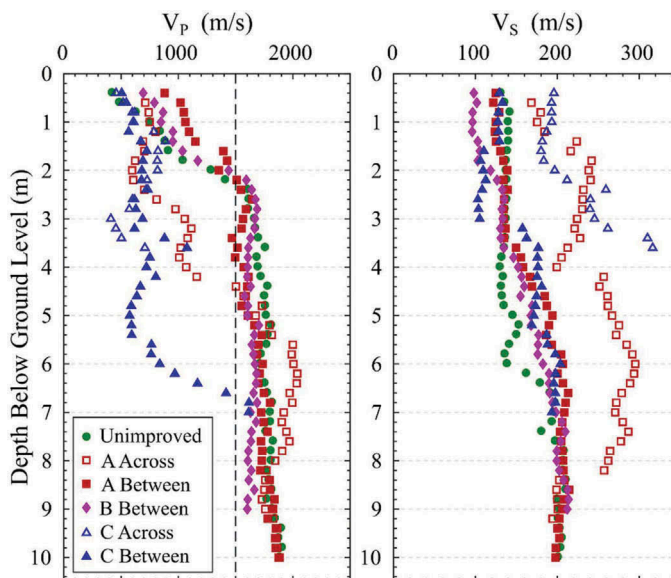 V_P (m/s)
V_S (m/s)
0 1000 2000
0 100 200 300
Depth Below Ground Level (m)
0
1
2
3
4
5
6
7
8
9
10
Unimproved
A Across
A Between
B Between
C Across
C Between